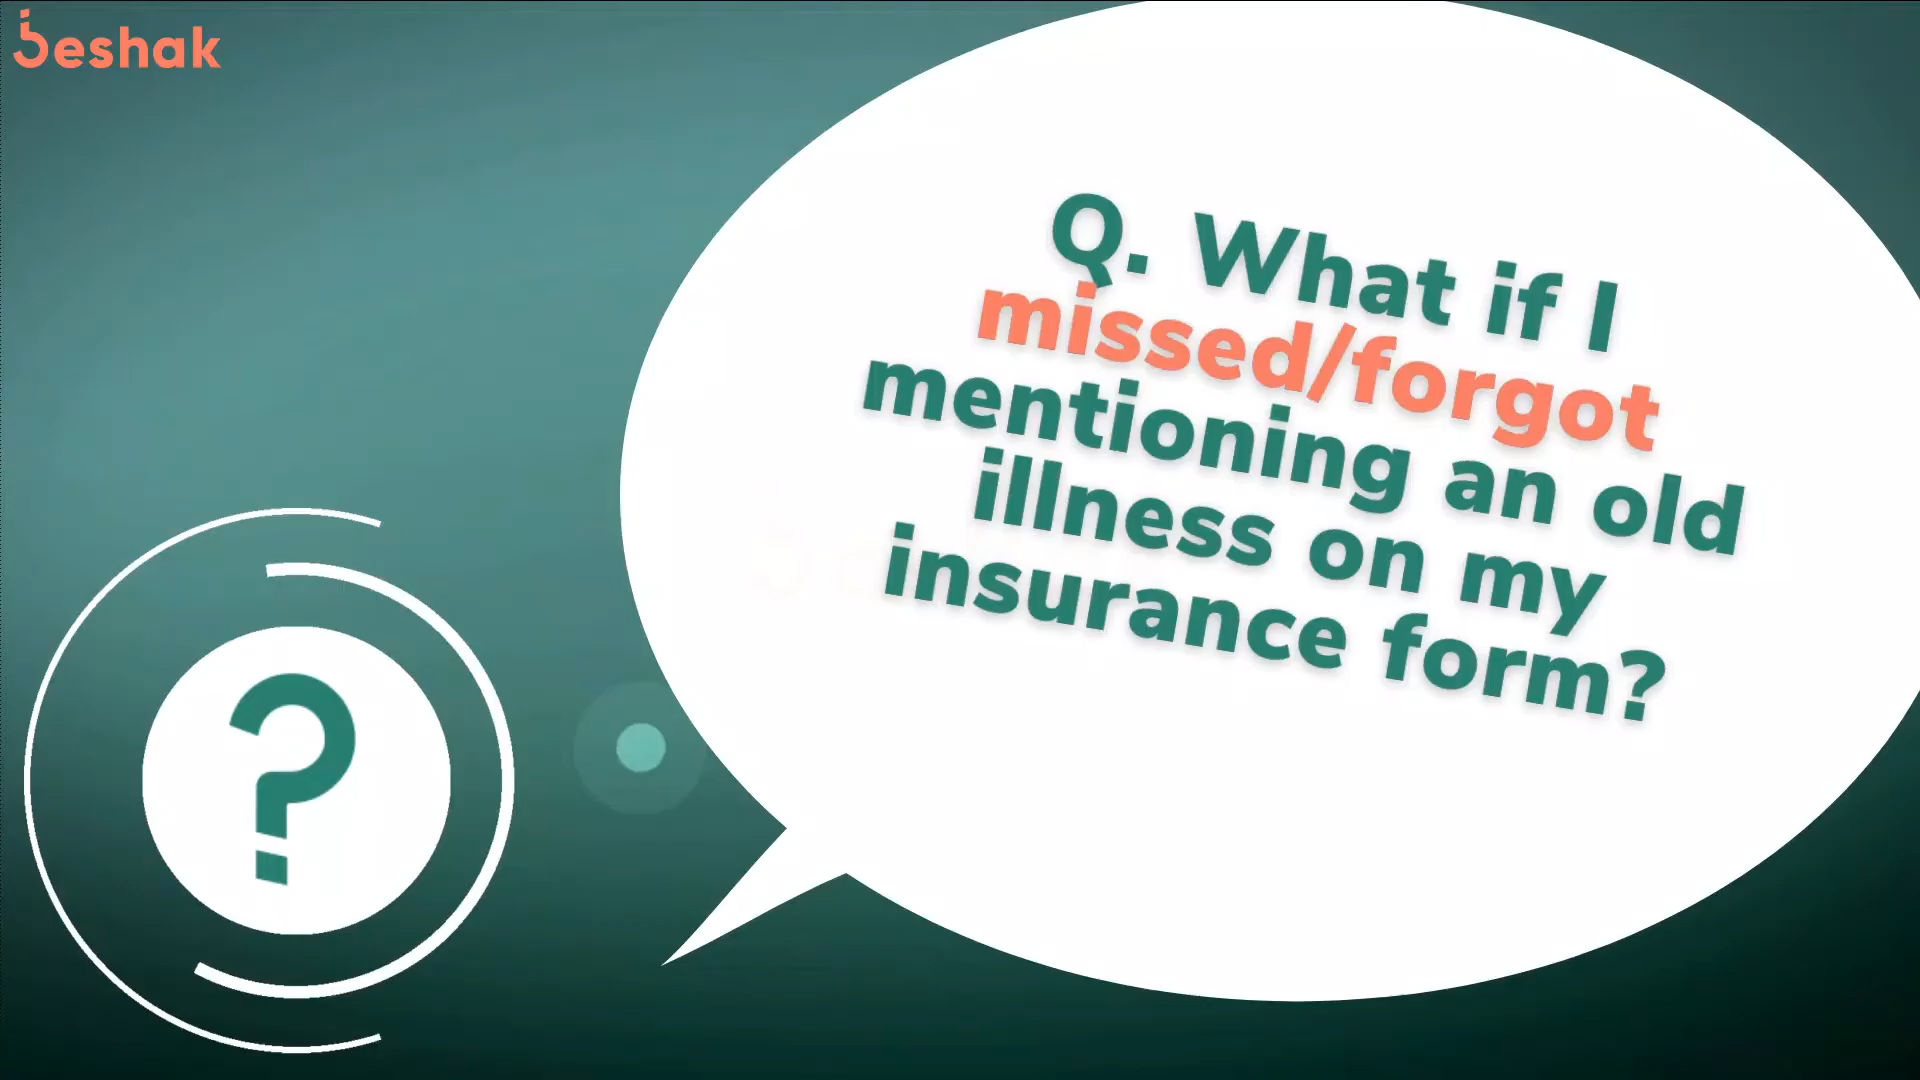 beshak
Q. What if I
missed/forgot
mentioning an old
illness on my
insurance form?
?